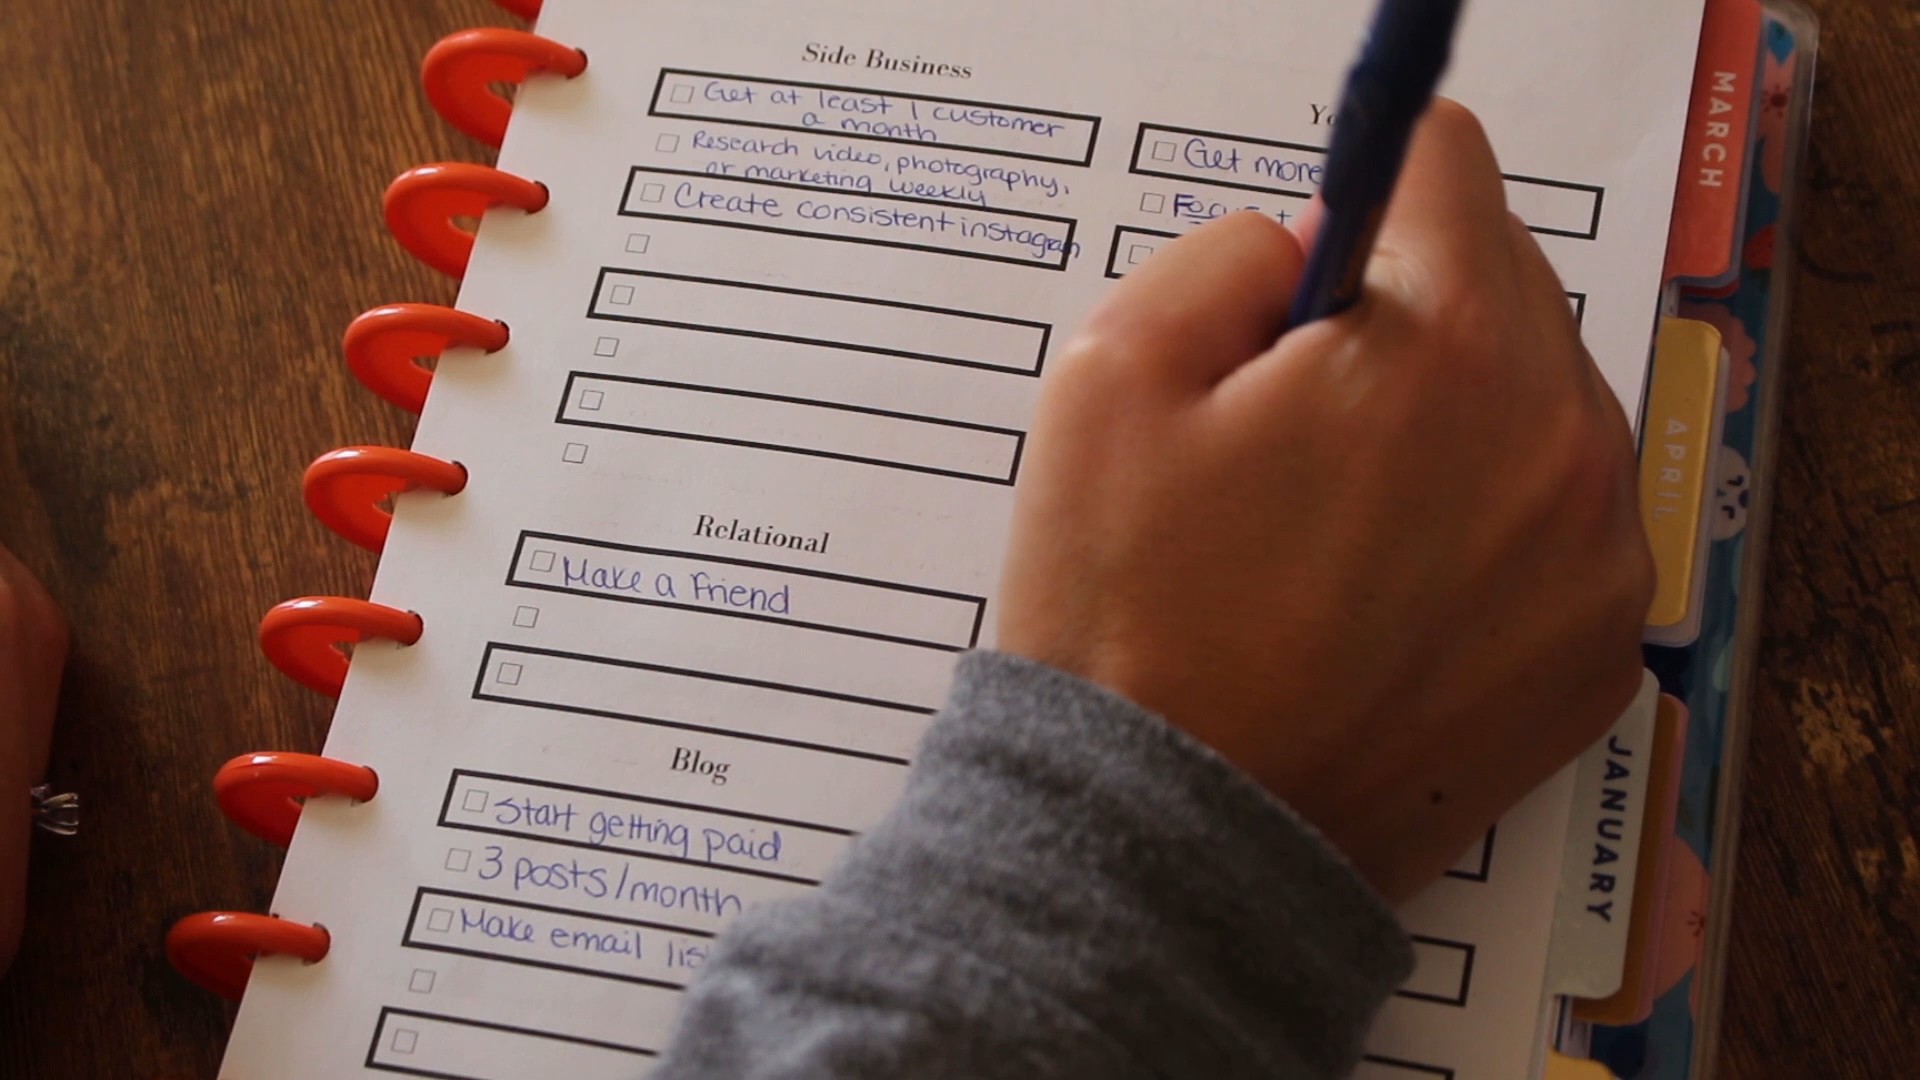 Side Business
Get at least 1 customer
a month
Research video, photography,
or marketing weekly
Create consistent instagram
Get more
Relational
Make a Friend
Blog
Start getting paid
3 posts/month
Make email
MARCH
APRIL
JANUARY